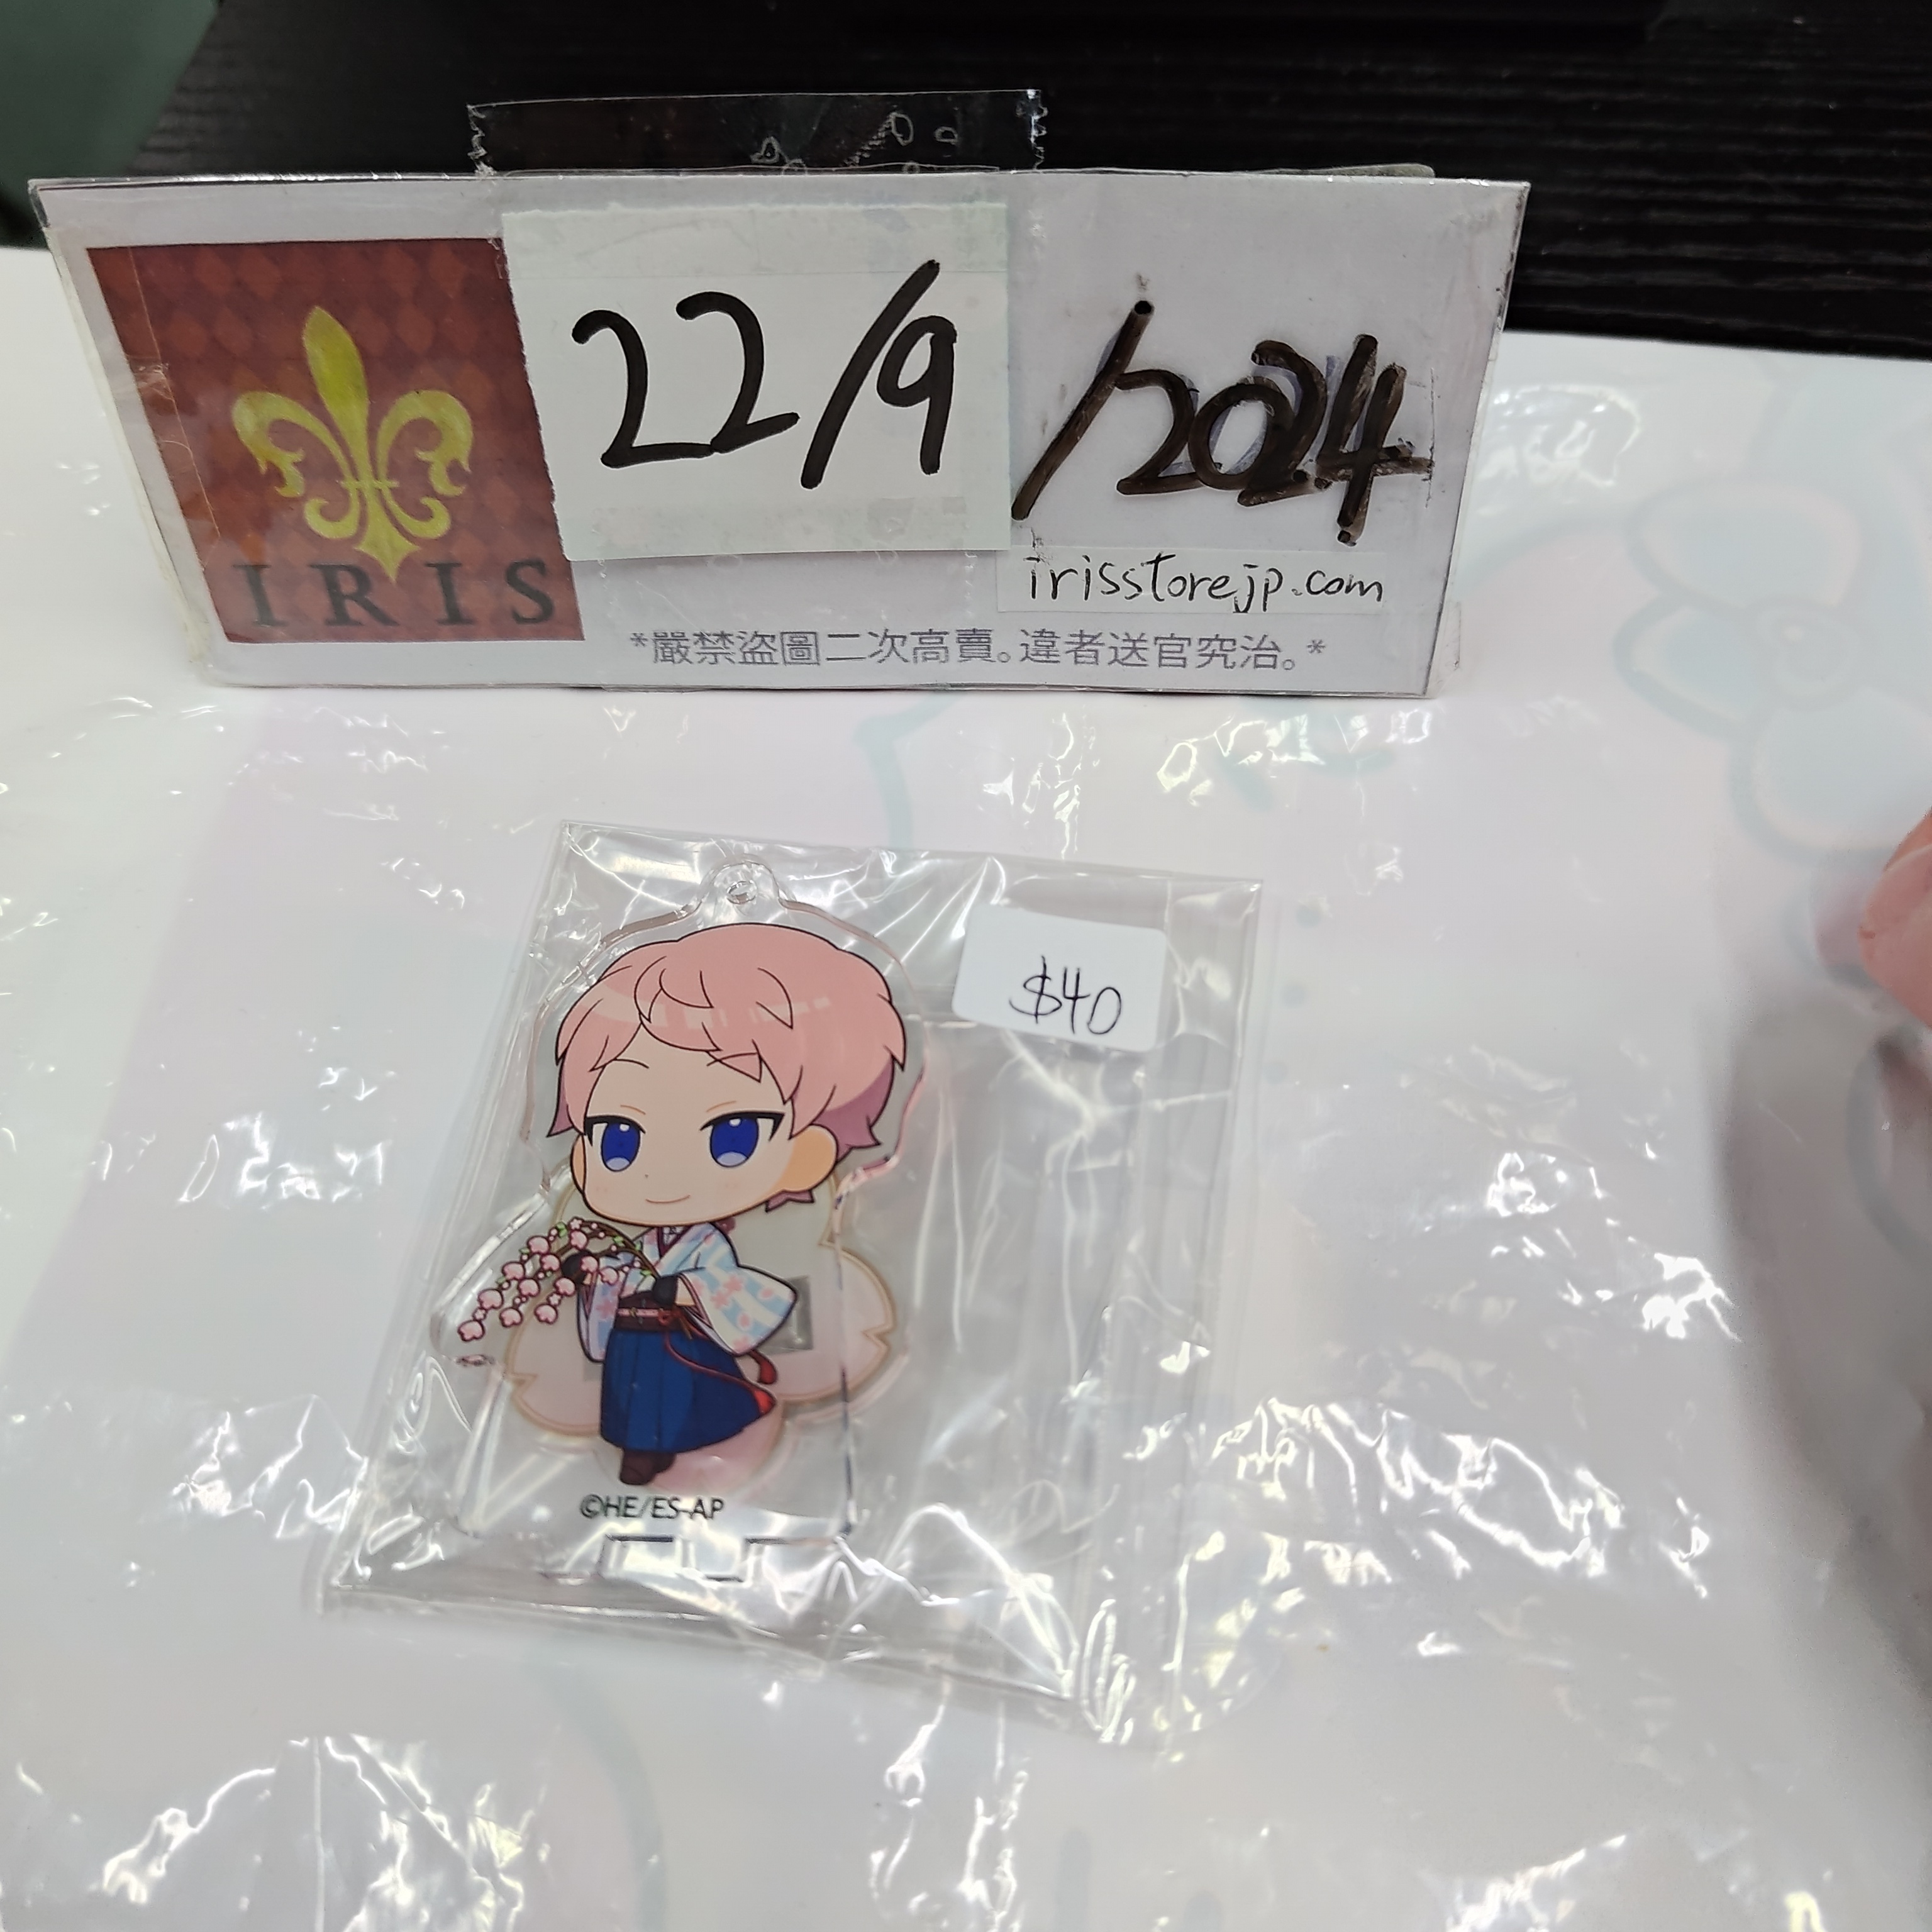 22/9/2024
IRIS
irisstorejp.com
*嚴禁盜圖二次高賣。違者送官究治。*
$40
©HE/ES-AP